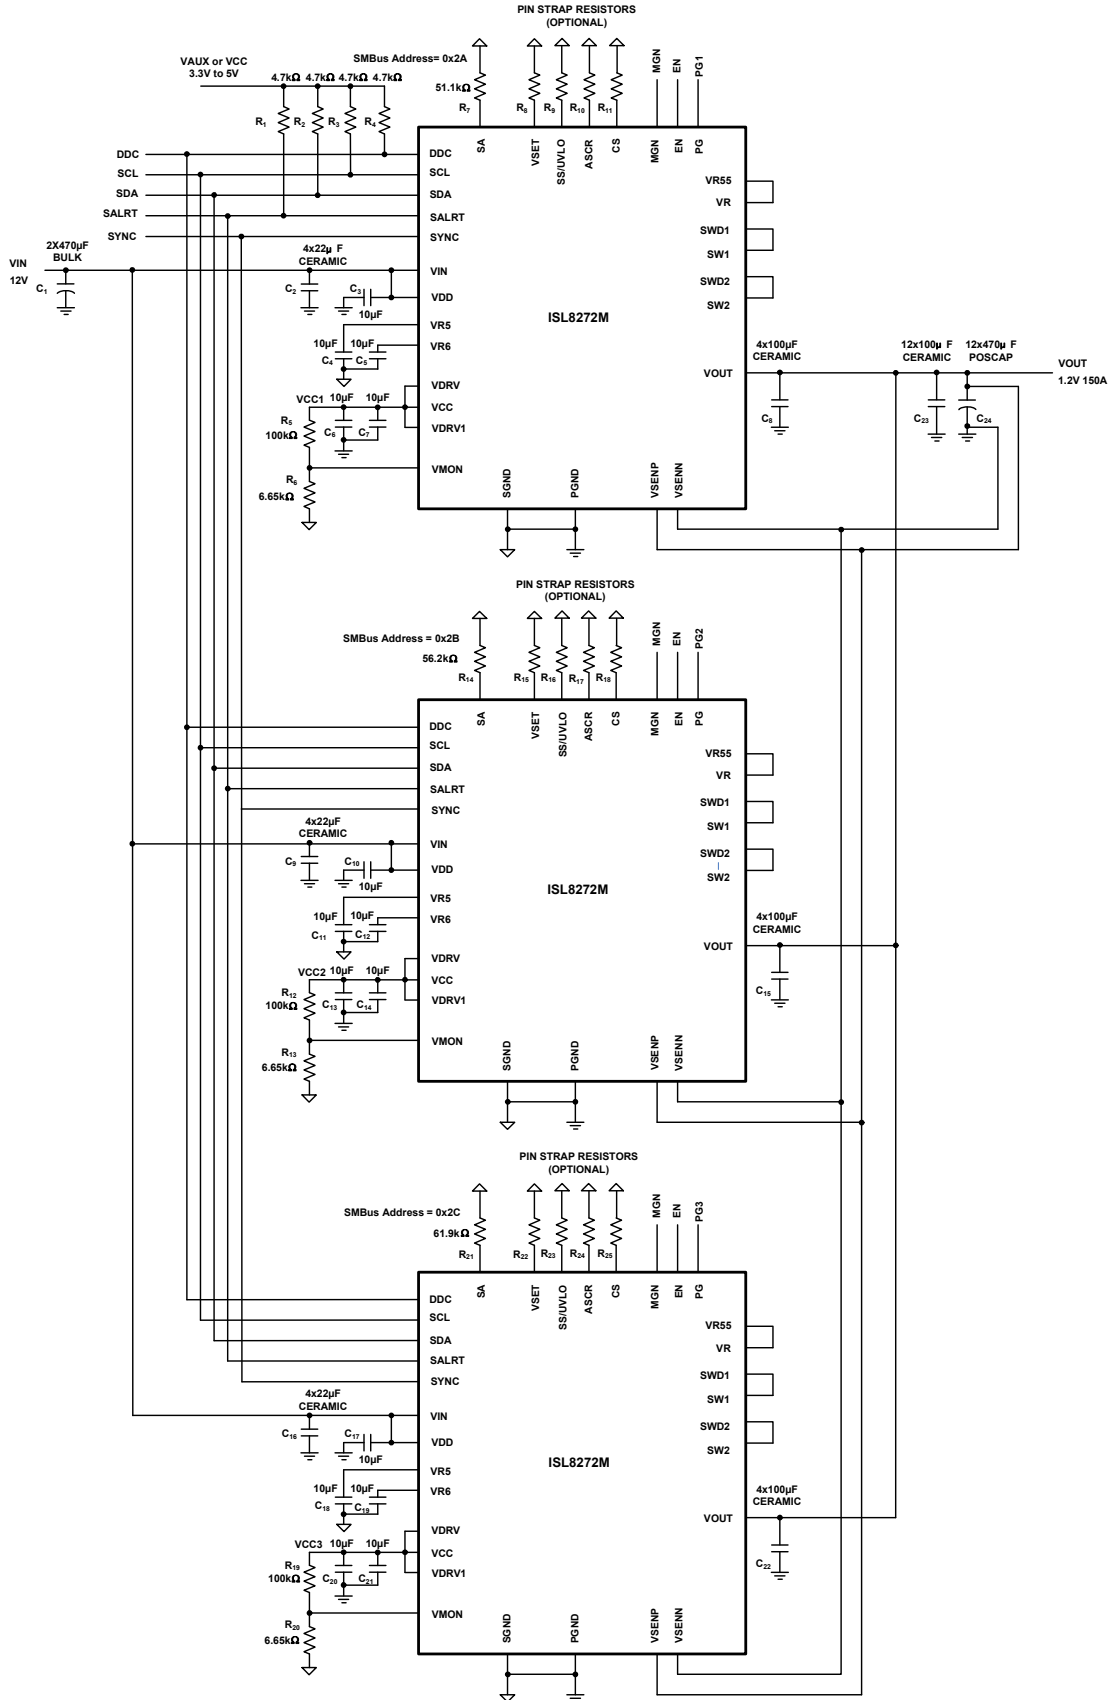 PIN STRAP RESISTORS
(OPTIONAL)
SMBus Address= 0x2A
51.1kΩ
R7
R8
R9
R10
R11
MGN
EN
PG1
VAUX or VCC
3.3V to 5V
4.7kΩ 4.7kΩ 4.7kΩ 4.7kΩ
R1
R2
R3
R4
DDC
SCL
SDA
SALRT
SYNC
VIN
12V
2X470µF
BULK
C1
4x22µ F
CERAMIC
C2
C3
10µF
10µF
10µF
C4
C5
VCC1
10µF
10µF
C6
C7
R5
100kΩ
R6
6.65kΩ
SA
VSET
SS/UVLO
ASCR
CS
MGN
EN
PG
DDC
SCL
SDA
SALRT
SYNC
VIN
VDD
VR5
VR6
VDRV
VCC
VDRV1
VMON
ISL8272M
VR55
VR
SWD1
SW1
SWD2
SW2
VOUT
SGND
PGND
VSENP
VSENN
4x100µF
CERAMIC
C8
12x100µ F
CERAMIC
C23
12x470µ F
POSCAP
C24
VOUT
1.2V 150A
PIN STRAP RESISTORS
(OPTIONAL)
SMBus Address = 0x2B
56.2kΩ
R14
R15
R16
R17
R18
MGN
EN
PG2
SA
VSET
SS/UVLO
ASCR
CS
MGN
EN
PG
DDC
SCL
SDA
SALRT
SYNC
VIN
VDD
VR5
VR6
VDRV
VCC
VDRV1
VMON
ISL8272M
VR55
VR
SWD1
SW1
SWD2
SW2
VOUT
SGND
PGND
VSENP
VSENN
4x22µF
CERAMIC
C9
C10
10µF
10µF
10µF
C11
C12
VCC2
10µF
10µF
C13
C14
R12
100kΩ
R13
6.65kΩ
4x100µF
CERAMIC
C15
PIN STRAP RESISTORS
(OPTIONAL)
SMBus Address = 0x2C
61.9kΩ
R21
R22
R23
R24
R25
MGN
EN
PG3
SA
VSET
SS/UVLO
ASCR
CS
MGN
EN
PG
DDC
SCL
SDA
SALRT
SYNC
VIN
VDD
VR5
VR6
VDRV
VCC
VDRV1
VMON
ISL8272M
VR55
VR
SWD1
SW1
SWD2
SW2
VOUT
SGND
PGND
VSENP
VSENN
4x22µF
CERAMIC
C16
C17
10µF
10µF
10µF
C18
C19
VCC3
10µF
10µF
C20
C21
R19
100kΩ
R20
6.65kΩ
4x100µF
CERAMIC
C22